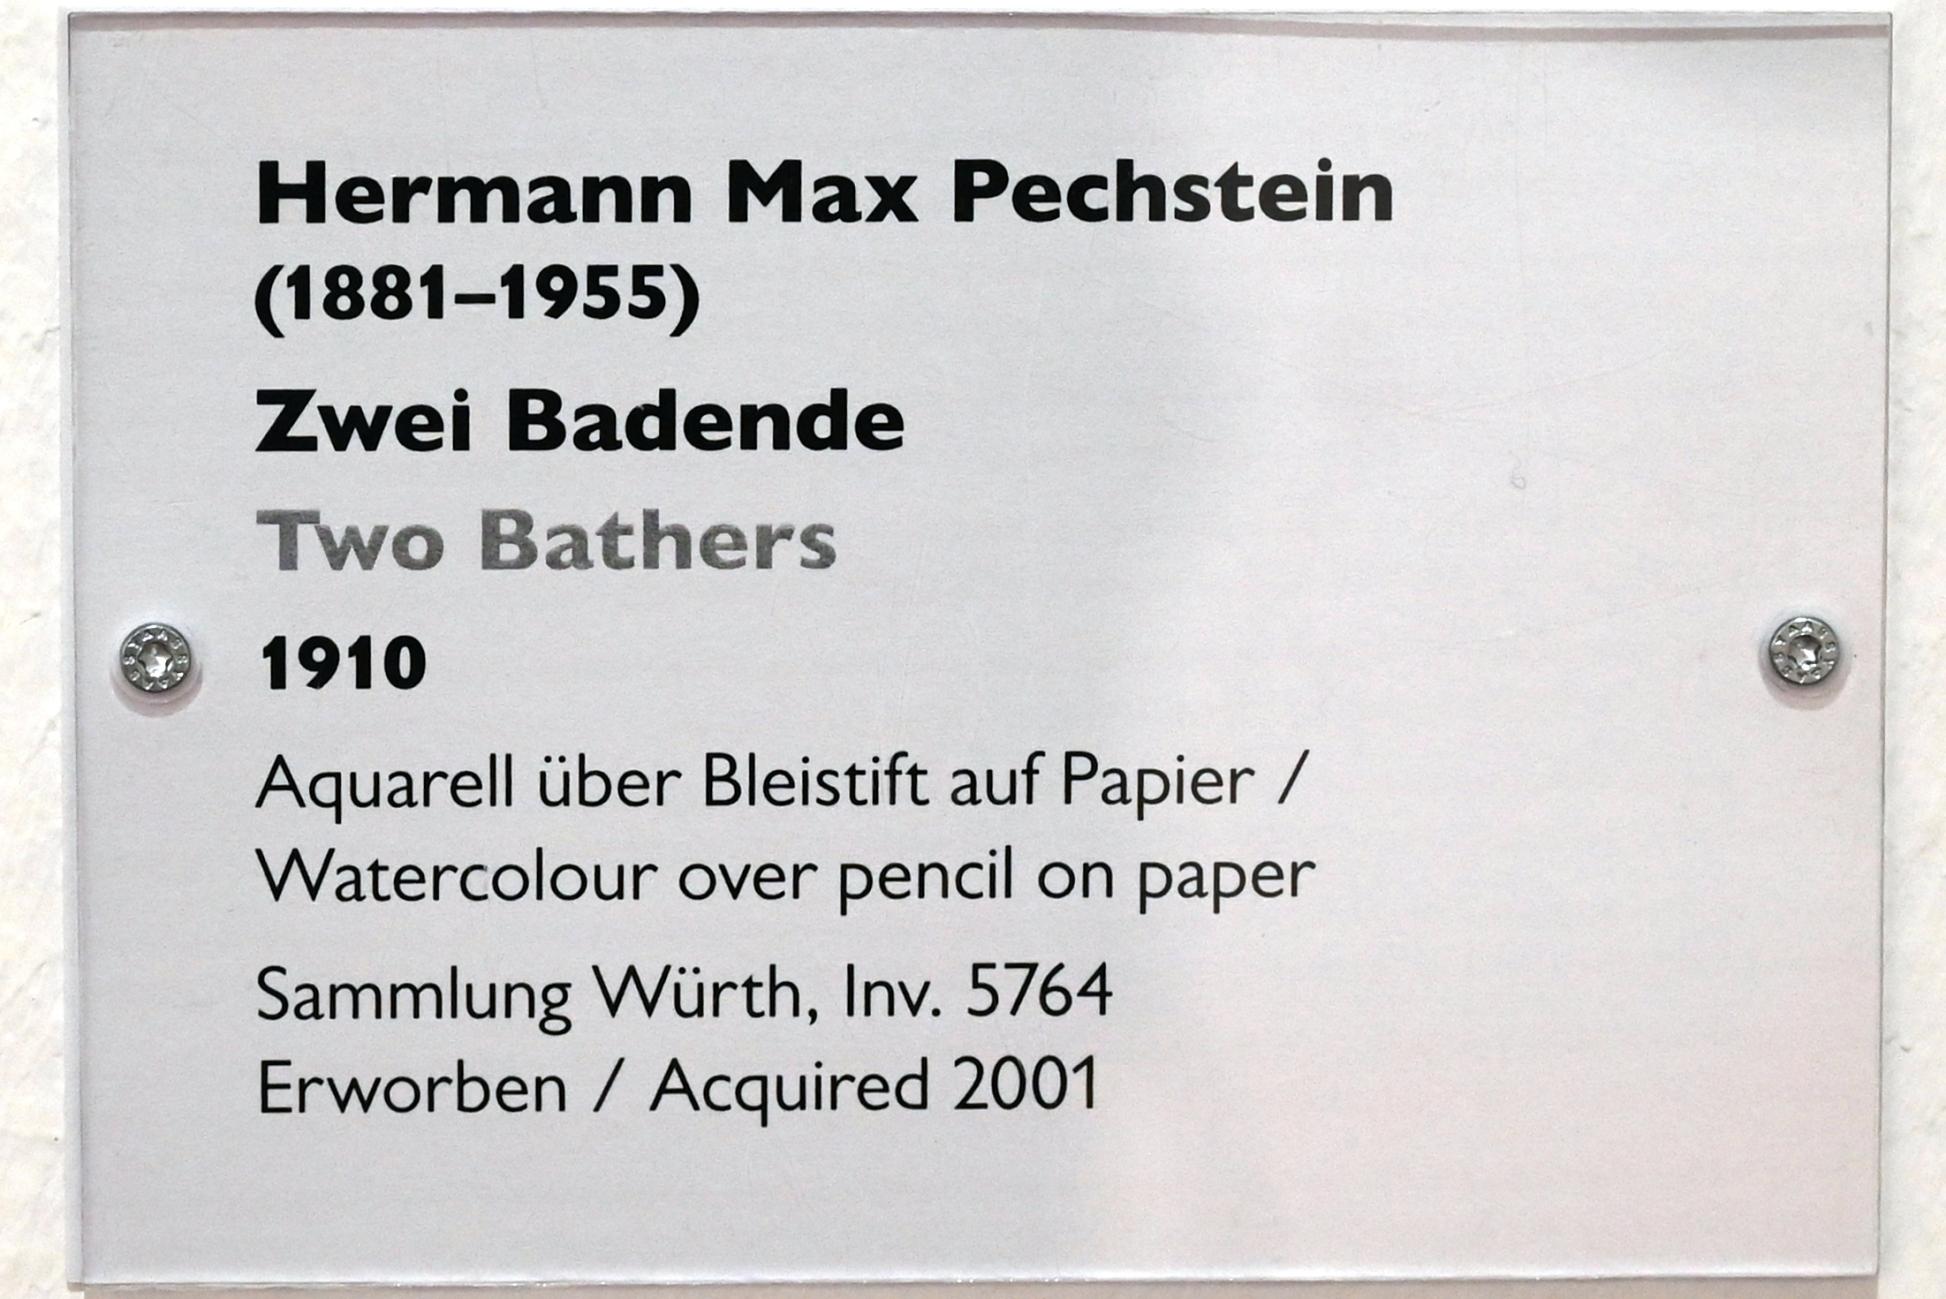 Hermann Max Pechstein
(1881–1955)
Zwei Badende
Two Bathers
1910
Aquarell über Bleistift auf Papier /
Watercolour over pencil on paper
Sammlung Würth, Inv. 5764
Erworben / Acquired 2001